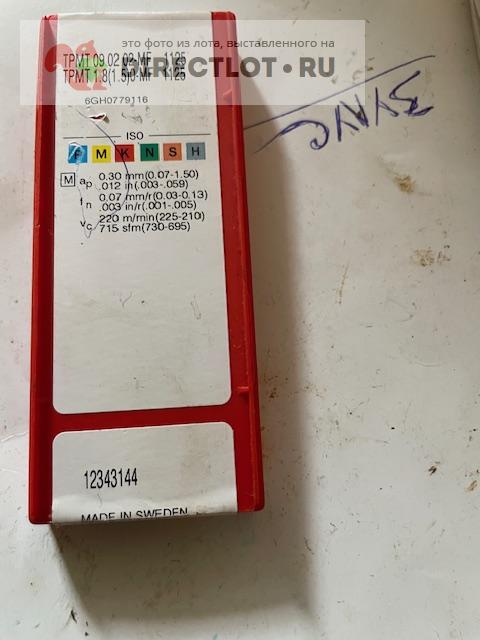 это фото из лота, выставленного на
DIRECTLOT.RU
TPMT 09 02 02-MF 1125
TPMT 1.8(1.5)0-MF 1125
6GH0779116
ISO
P M K N S H
M ap 0.30 mm(0.07-1.50)
.012 in(.003-.059)
fn 0.07 mm/r(0.03-0.13)
.003 in/r(.001-.005)
vc 220 m/min(225-210)
715 sfm(730-695)
12343144
MADE IN SWEDEN